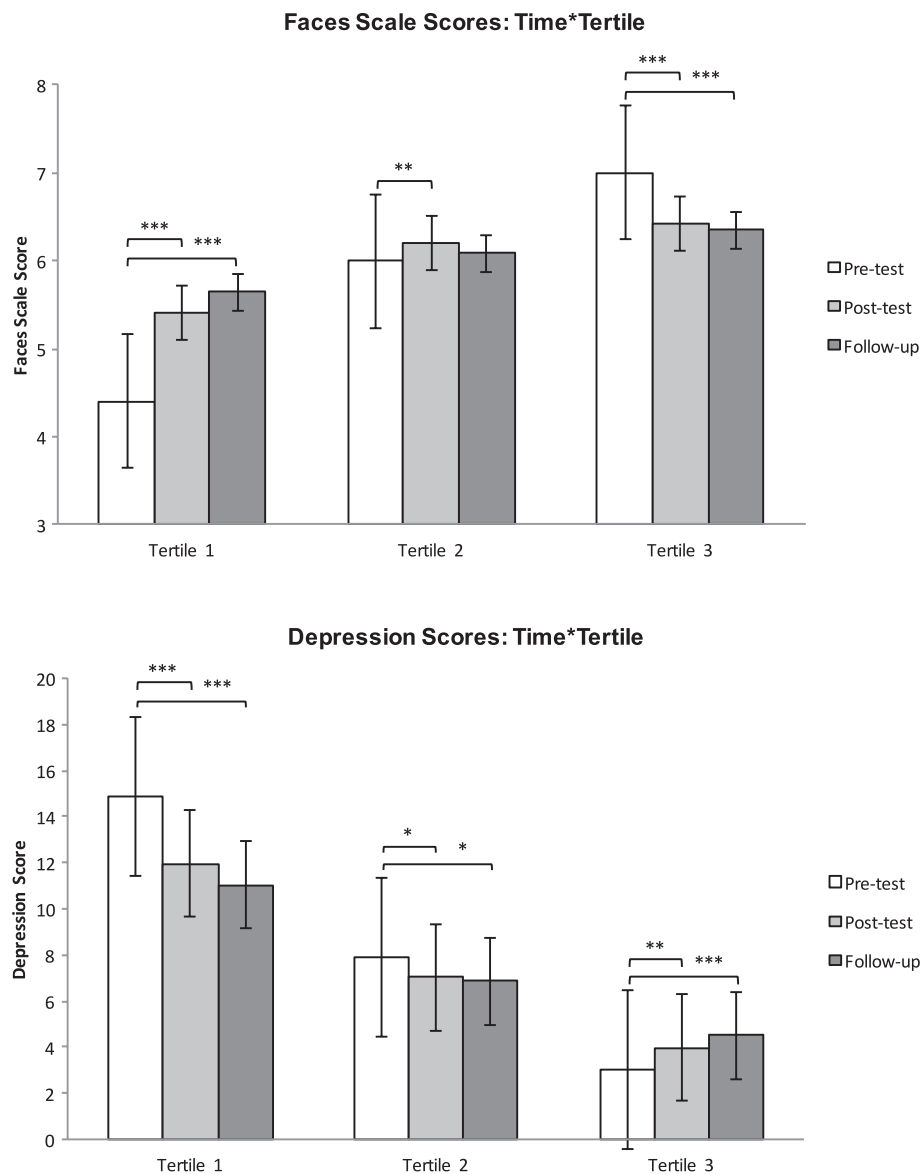 Faces Scale Scores: Time*Tertile
*** ***
8
*** ***
7
**
6
5
4
3
Faces Scale Score
Tertile 1 Tertile 2 Tertile 3
Pre-test
Post-test
Follow-up
Depression Scores: Time*Tertile
20
*** ***
18
16
14
* *
12
10
8
** ***
6
4
2
0
Depression Score
Tertile 1 Tertile 2 Tertile 3
Pre-test
Post-test
Follow-up